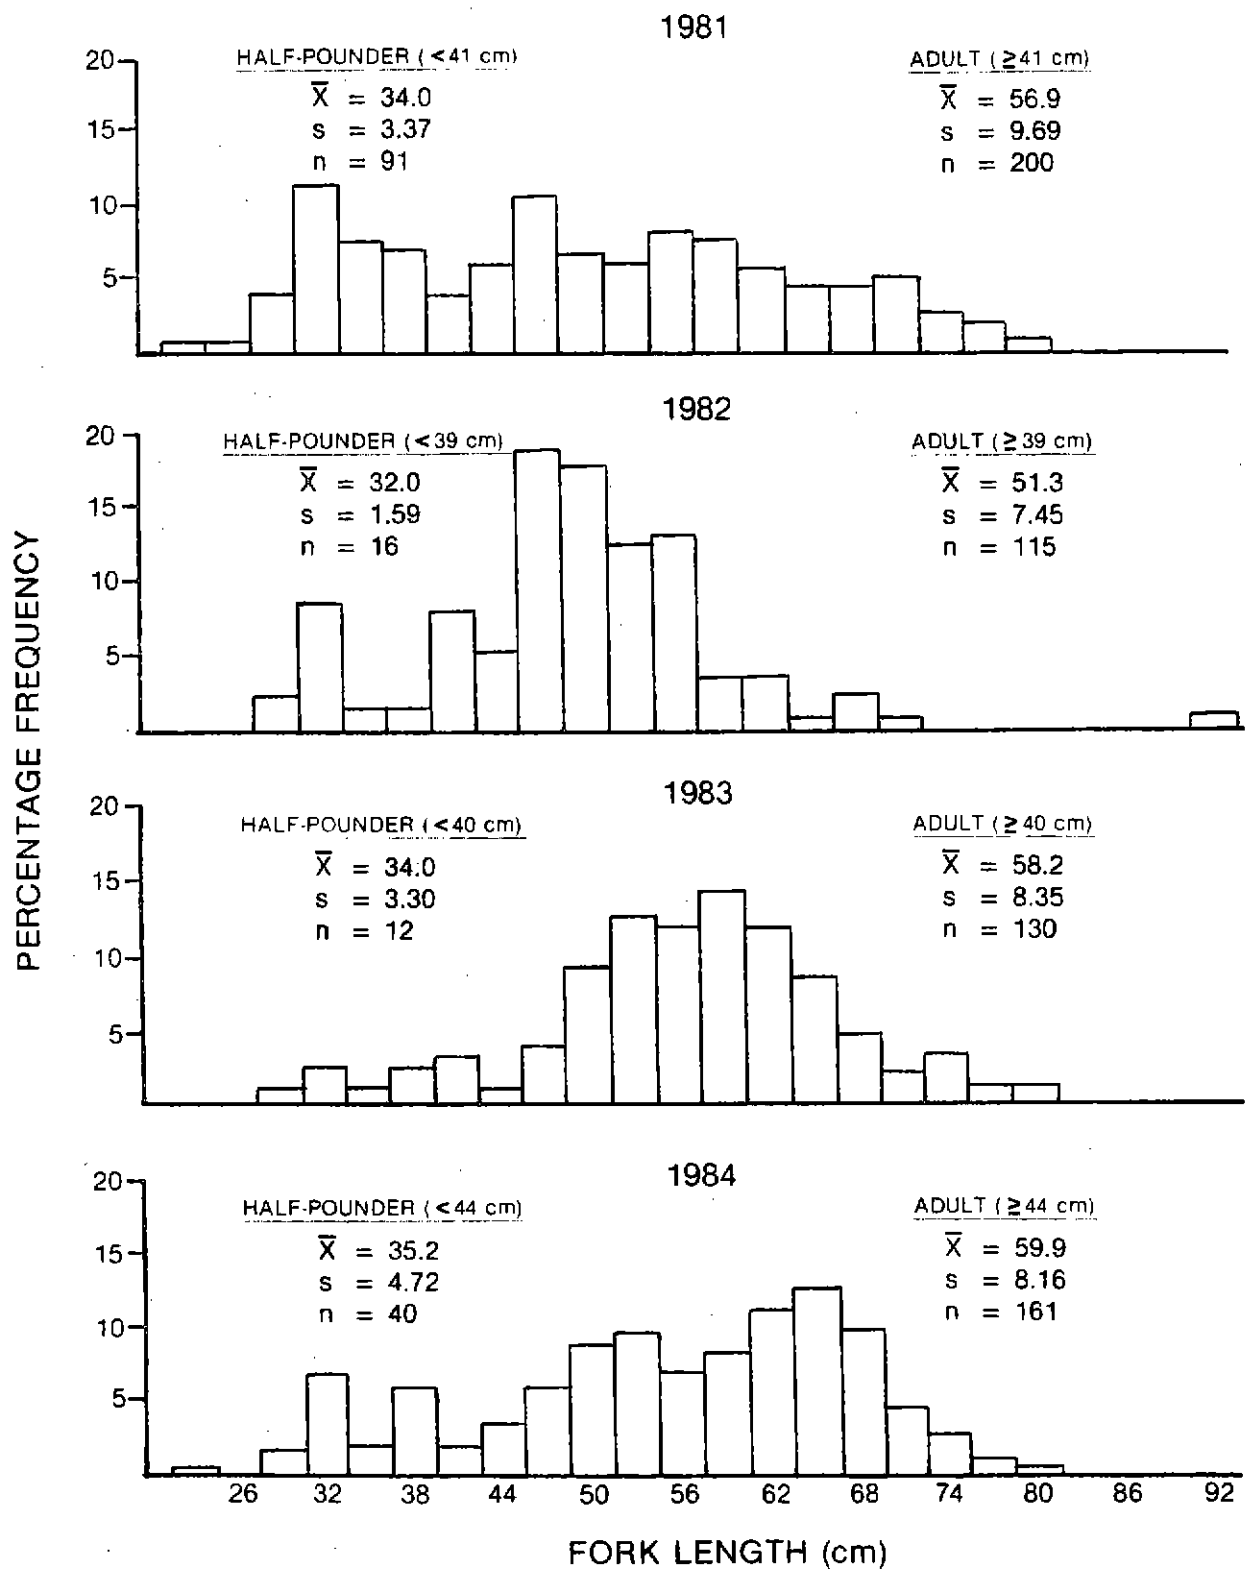 1981
HALF-POUNDER (<41 cm)
X̅ = 34.0
s = 3.37
n = 91
ADULT (≥41 cm)
X̅ = 56.9
s = 9.69
n = 200
20
15
10
5
1982
HALF-POUNDER (<39 cm)
X̅ = 32.0
s = 1.59
n = 16
ADULT (≥39 cm)
X̅ = 51.3
s = 7.45
n = 115
20
15
10
5
PERCENTAGE FREQUENCY
1983
HALF-POUNDER (<40 cm)
X̅ = 34.0
s = 3.30
n = 12
ADULT (≥40 cm)
X̅ = 58.2
s = 8.35
n = 130
20
15
10
5
1984
HALF-POUNDER (<44 cm)
X̅ = 35.2
s = 4.72
n = 40
ADULT (≥44 cm)
X̅ = 59.9
s = 8.16
n = 161
20
15
10
5
26 32 38 44 50 56 62 68 74 80 86 92
FORK LENGTH (cm)